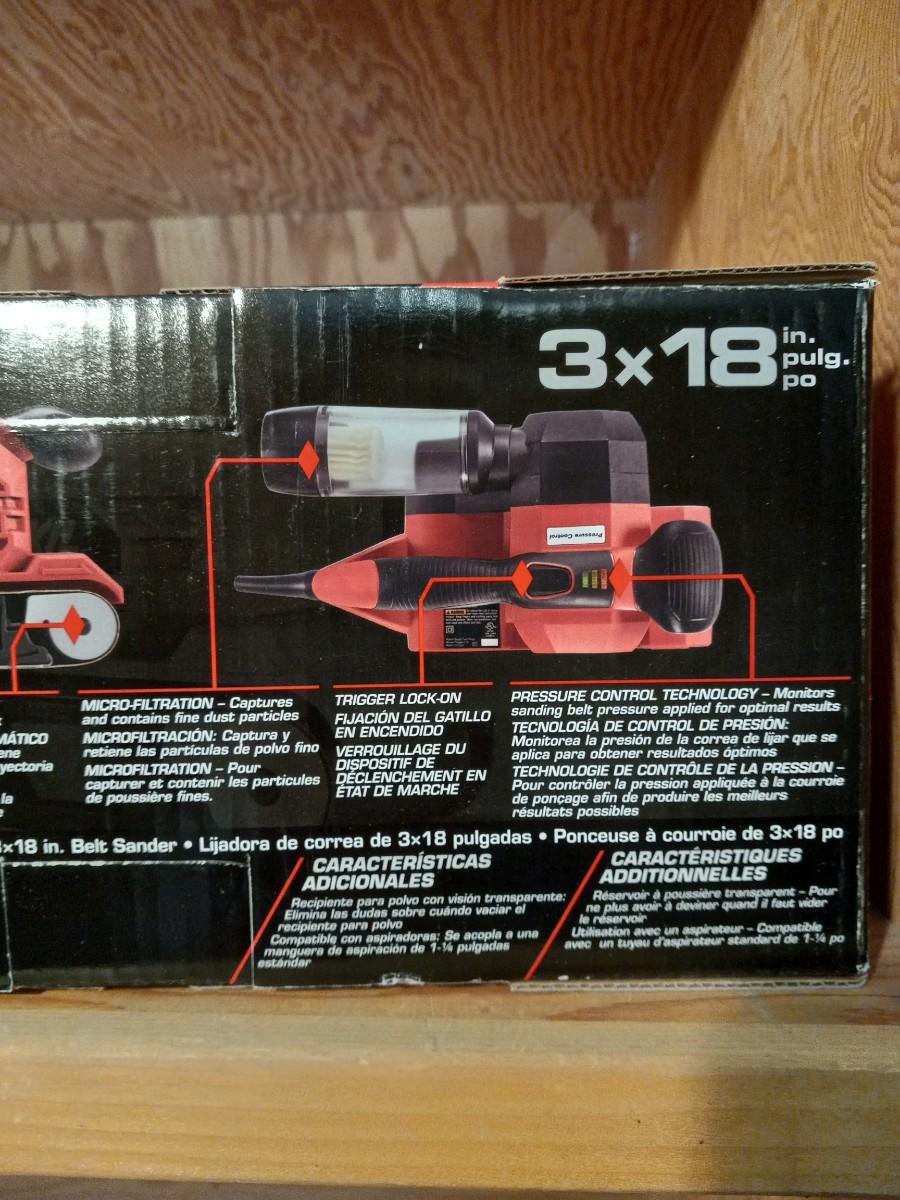 3x18 in.
pulg.
po
Pressure Control
MICRO-FILTRATION – Captures
and contains fine dust particles
MICROFILTRACIÓN: Captura y
retiene las partículas de polvo fino
MICROFILTRATION – Pour
capturer et contenir les particules
de poussière fines.
TRIGGER LOCK-ON
FIJACIÓN DEL GATILLO
EN ENCENDIDO
VERROUILLAGE DU
DISPOSITIF DE
DÉCLENCHEMENT EN
ÉTAT DE MARCHE
PRESSURE CONTROL TECHNOLOGY – Monitors
sanding belt pressure applied for optimal results
TECNOLOGÍA DE CONTROL DE PRESIÓN:
Monitorea la presión de la correa de lijar que se
aplica para obtener resultados óptimos
TECHNOLOGIE DE CONTRÔLE DE LA PRESSION –
Pour contrôler la pression appliquée à la courroie
de ponçage afin de produire les meilleurs
résultats possibles
MÁTICO
ene
yectoria
la
e
3x18 in. Belt Sander • Lijadora de correa de 3x18 pulgadas • Ponceuse à courroie de 3x18 po
CARACTERÍSTICAS
ADICIONALES
Recipiente para polvo con visión transparente:
Elimina las dudas sobre cuándo vaciar el
recipiente para polvo
Compatible con aspiradoras: Se acopla a una
manguera de aspiración de 1-¼ pulgadas
estándar
CARACTÉRISTIQUES
ADDITIONNELLES
Réservoir à poussière transparent – Pour
ne plus avoir à deviner quand il faut vider
le réservoir
Utilisation avec un aspirateur – Compatible
avec un tuyau d'aspirateur standard de 1-¼ po